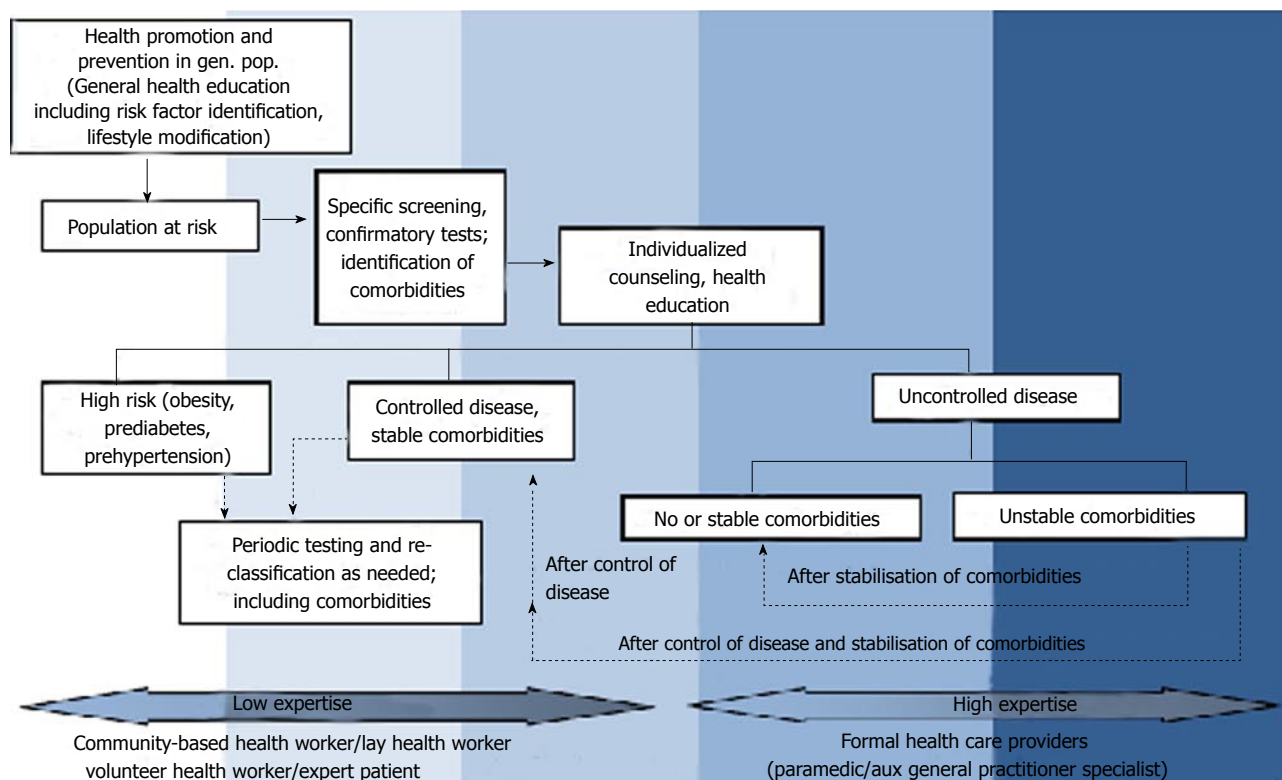 Health promotion and
prevention in gen. pop.
(General health education
including risk factor identification,
lifestyle modification)
Population at risk
Specific screening,
confirmatory tests;
identification of
comorbidities
Individualized
counseling, health
education
High risk (obesity,
prediabetes,
prehypertension)
Controlled disease,
stable comorbidities
Uncontrolled disease
No or stable comorbidities
Unstable comorbidities
Periodic testing and re-
classification as needed;
including comorbidities
After control of
disease
After stabilisation of comorbidities
After control of disease and stabilisation of comorbidities
Low expertise
High expertise
Community-based health worker/lay health worker
volunteer health worker/expert patient
Formal health care providers
(paramedic/aux general practitioner specialist)